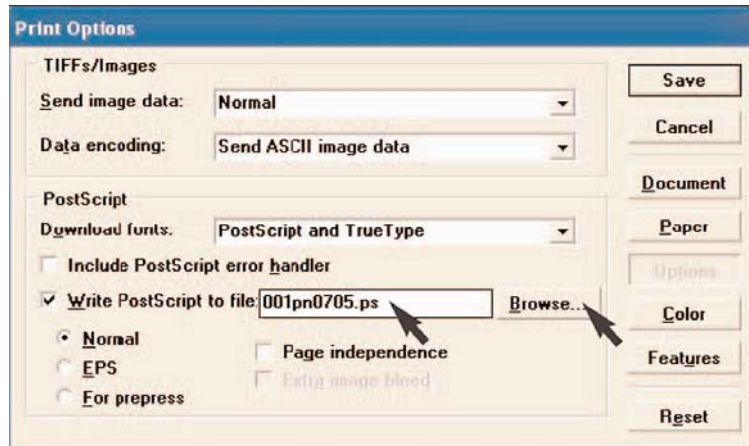 Print Options
TIFFs/Images
Send image data: Normal
Data encoding: Send ASCII image data
PostScript
Download fonts: PostScript and TrueType
Include PostScript error handler
Write PostScript to file: 001pn0705.ps Browse...
Normal
EPS
For prepress
Page independence
Extra image bleed
Save
Cancel
Document
Paper
Options
Color
Features
Reset